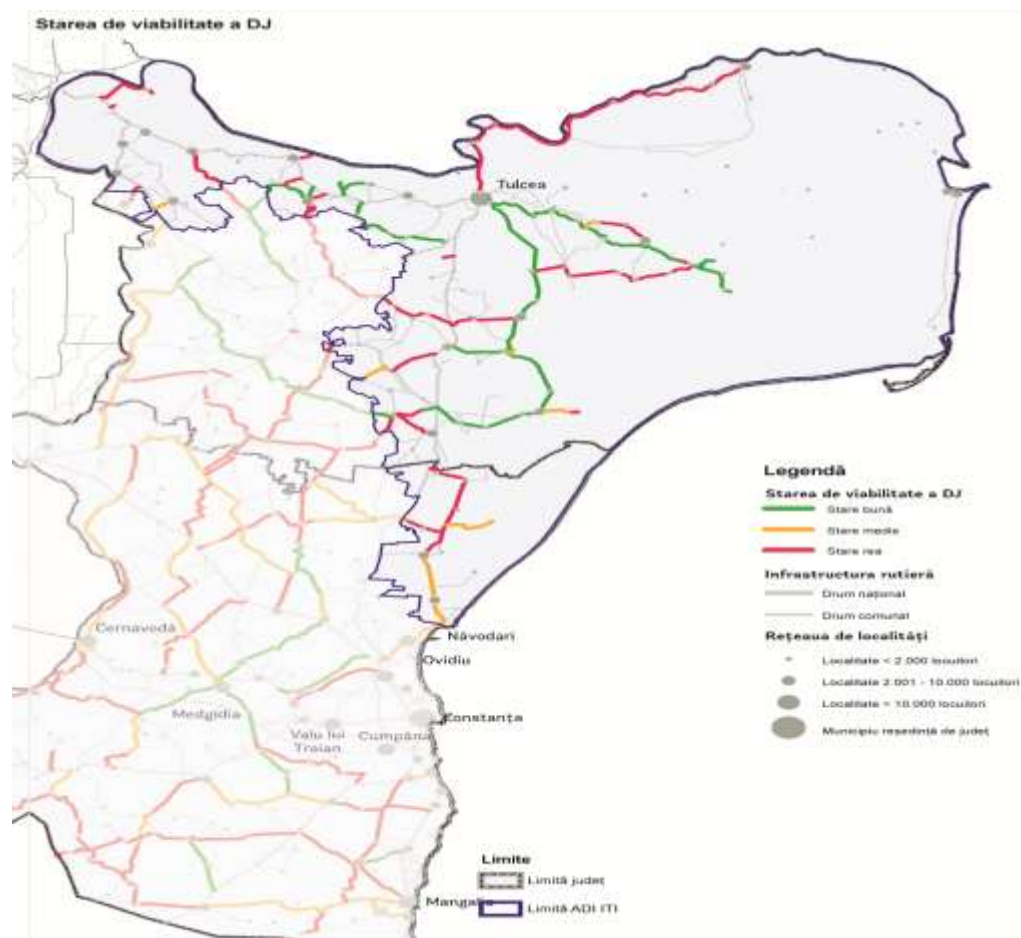 Starea de viabilitate a DJ
Tulcea
Legendă
Starea de viabilitate a DJ
Stare bună
Stare medie
Stare rea
Infrastructura rutieră
Drum național
Drum comunal
Rețeaua de localități
Localitate < 2.000 locuitori
Localitate 2.001 - 10.000 locuitori
Localitate > 10.000 locuitori
Municipiu reședință de județ
Cernavodă
Năvodari
Ovidiu
Medgidia
Constanța
Valu lui
Traian
Cumpăna
Mangalia
Limite
Limită județ
Limită ADI ITI